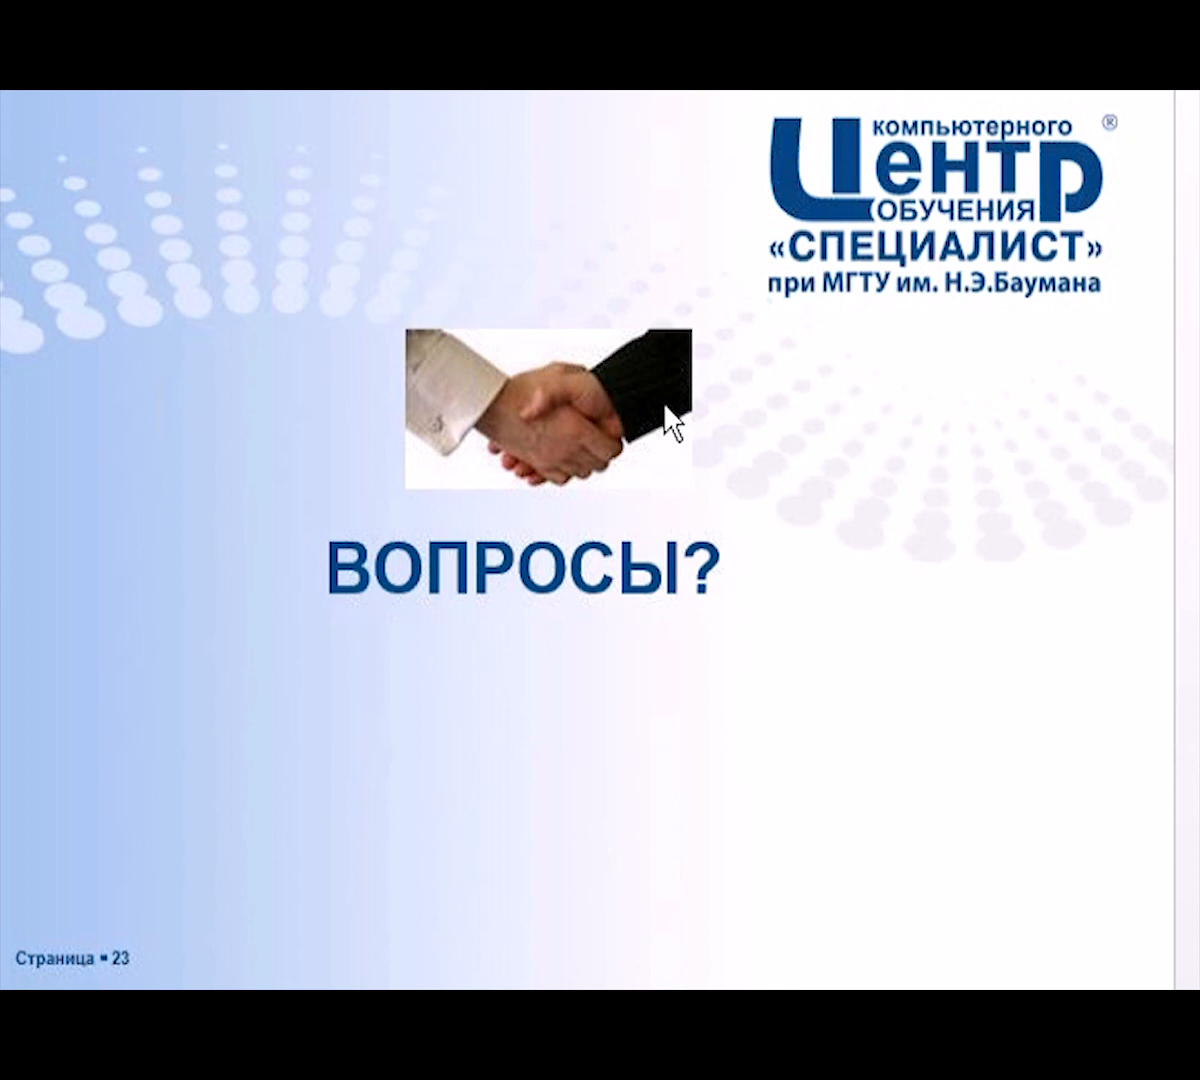 компьютерного ®
Центр
ОБУЧЕНИЯ
«СПЕЦИАЛИСТ»
при МГТУ им. Н.Э.Баумана
ВОПРОСЫ?
Страница ▪ 23